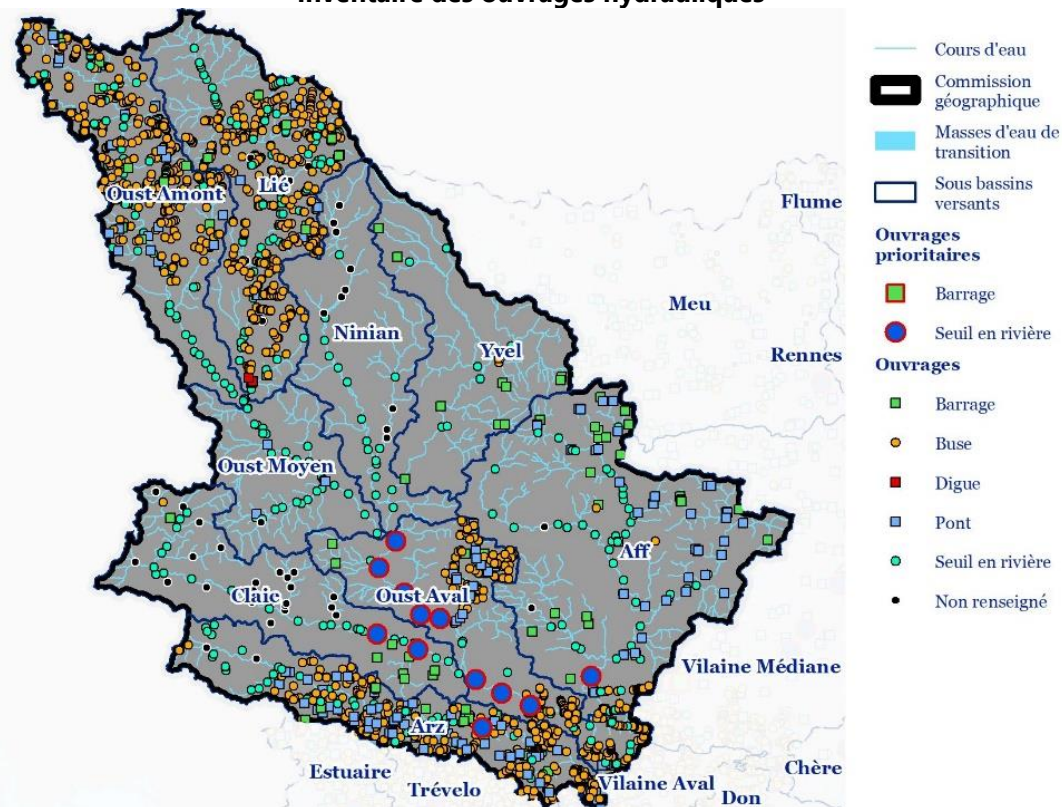 Inventaire des ouvrages hydrauliques
Cours d'eau
Commission
géographique
Masses d'eau de
transition
Sous bassins
versants
Ouvrages
prioritaires
Barrage
Seuil en rivière
Ouvrages
Barrage
Buse
Digue
Pont
Seuil en rivière
Non renseigné
Oust Amont
Lié
Flume
Meu
Ninian
Yvel
Rennes
Oust Moyen
Aff
Claie
Oust Aval
Vilaine Médiane
Arz
Estuaire
Trévelo
Vilaine Aval
Chère
Don